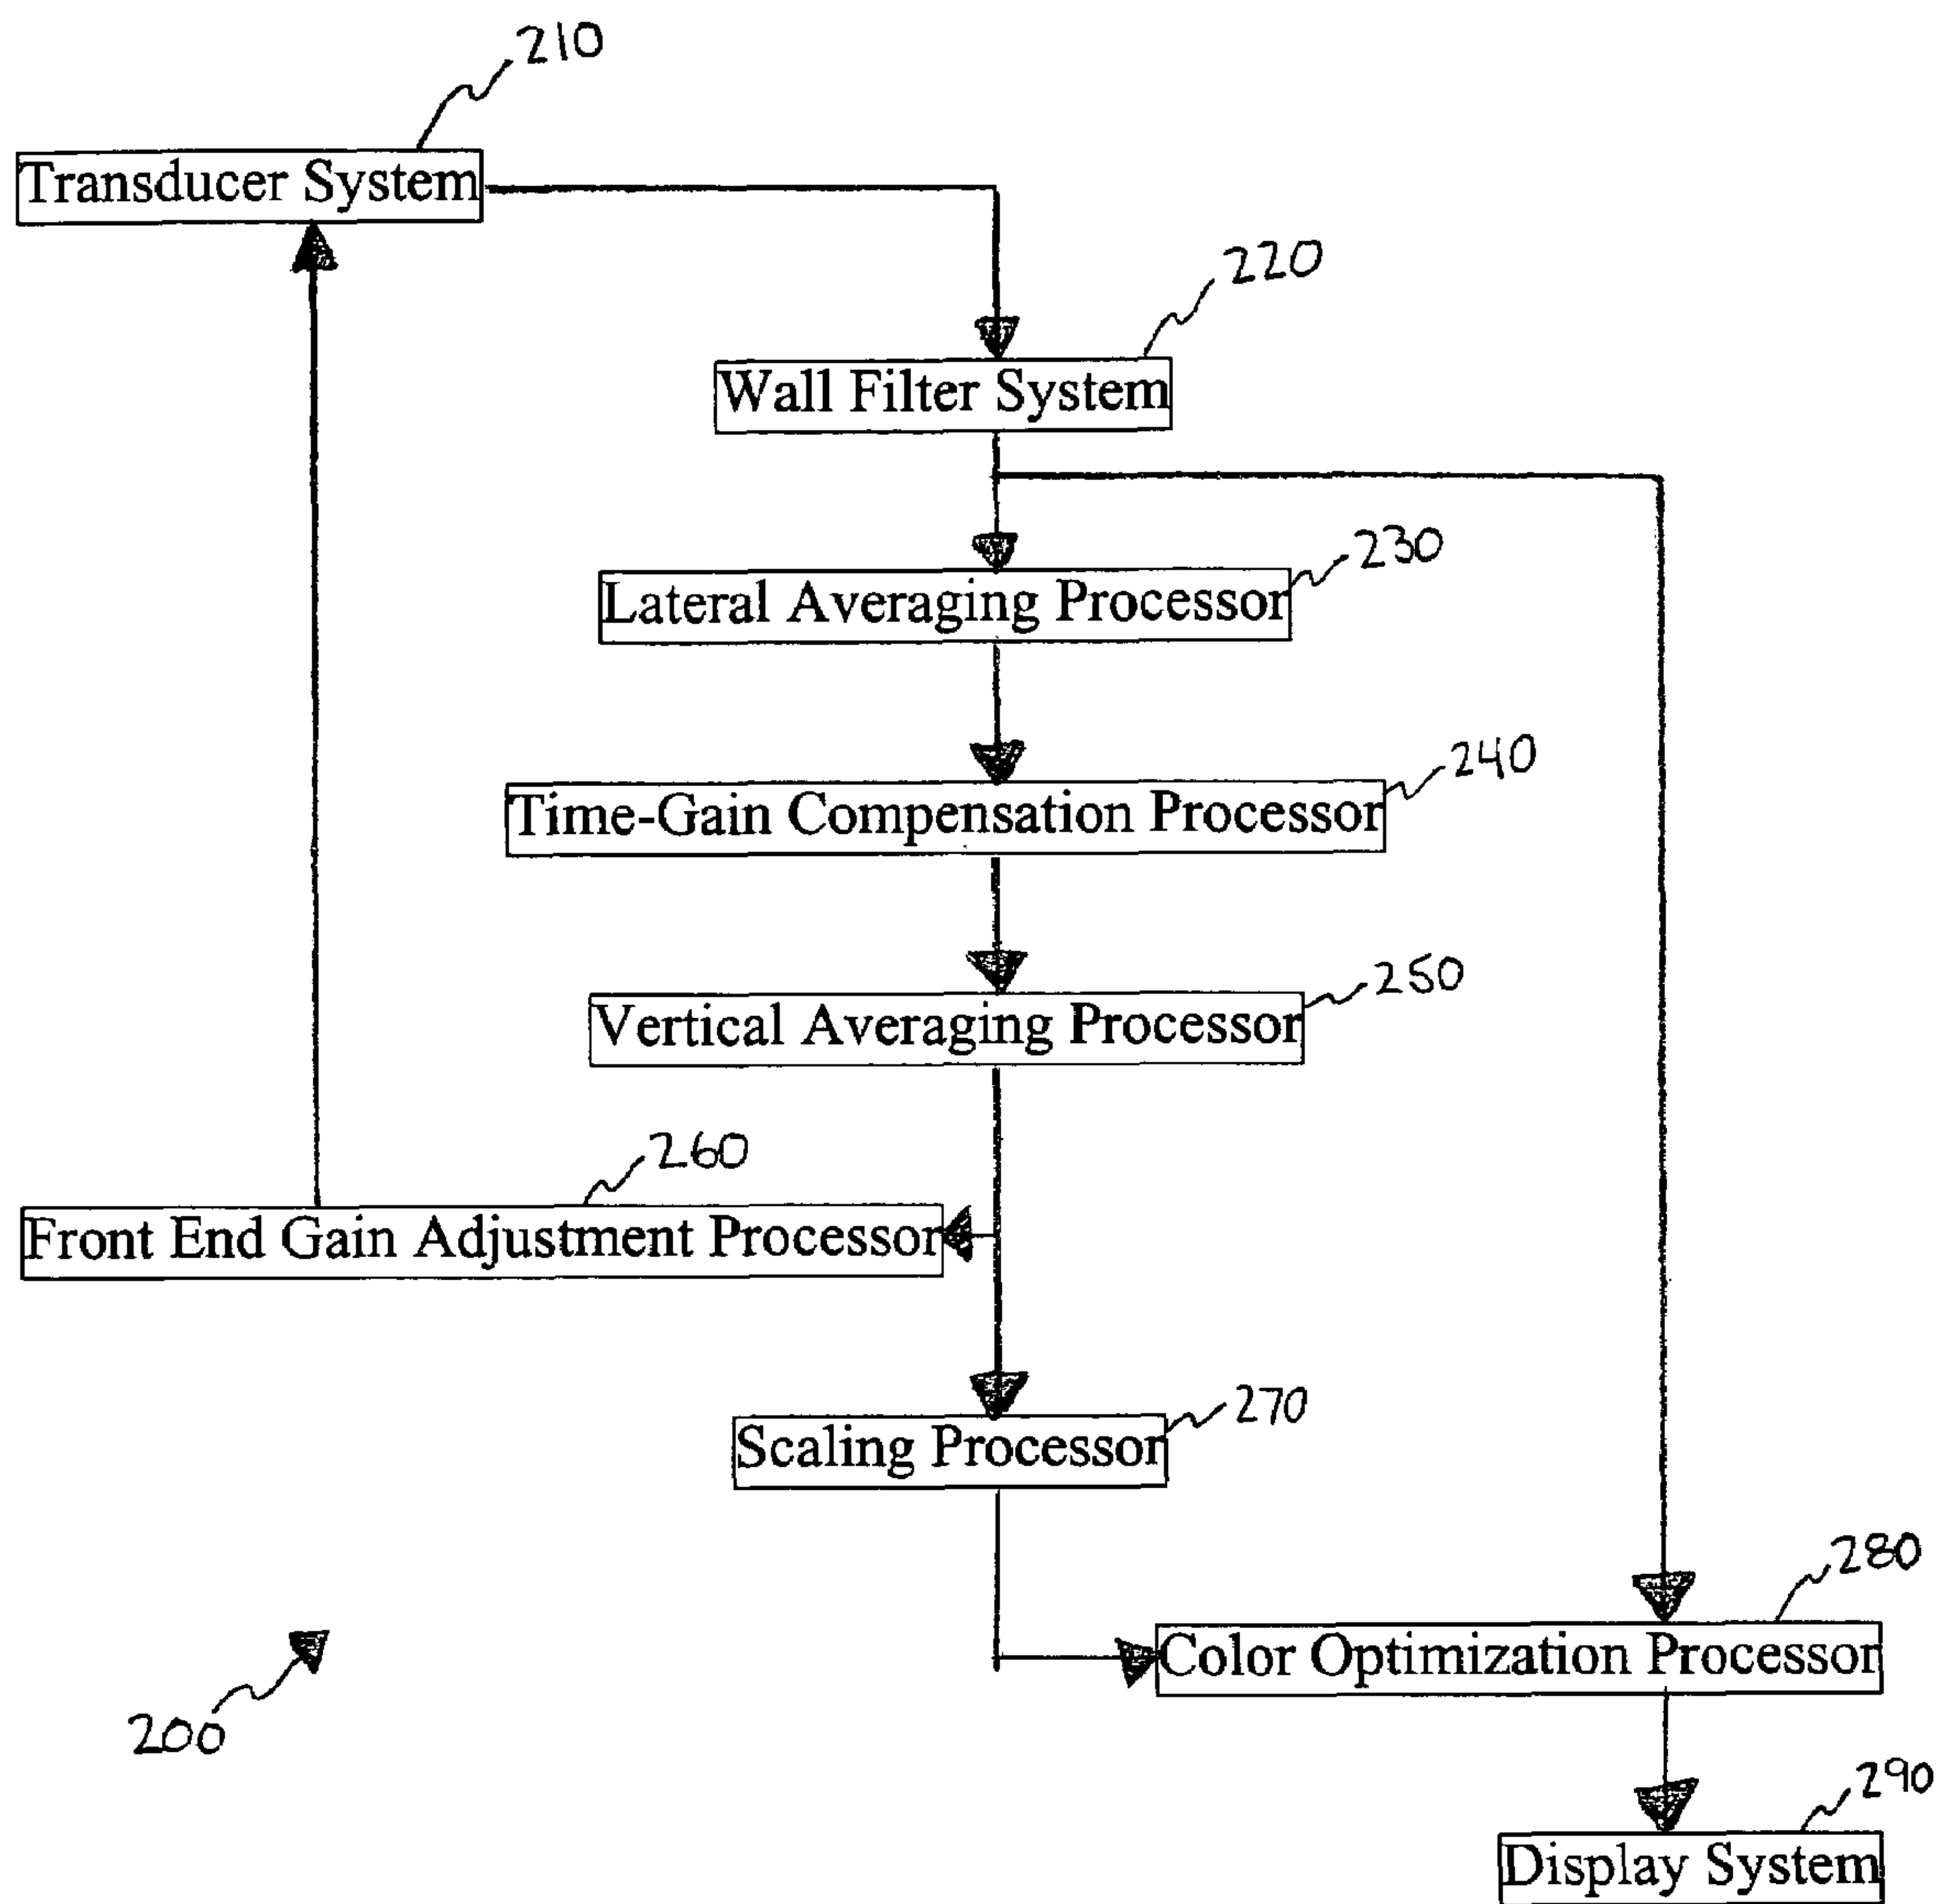 210
Transducer System
220
Wall Filter System
230
Lateral Averaging Processor
240
Time-Gain Compensation Processor
250
Vertical Averaging Processor
260
Front End Gain Adjustment Processor
270
Scaling Processor
280
Color Optimization Processor
200
290
Display System